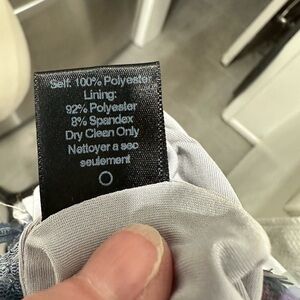 Self: 100% Polyester
Lining:
92% Polyester
8% Spandex
Dry Clean Only
Nettoyer a sec
seulement